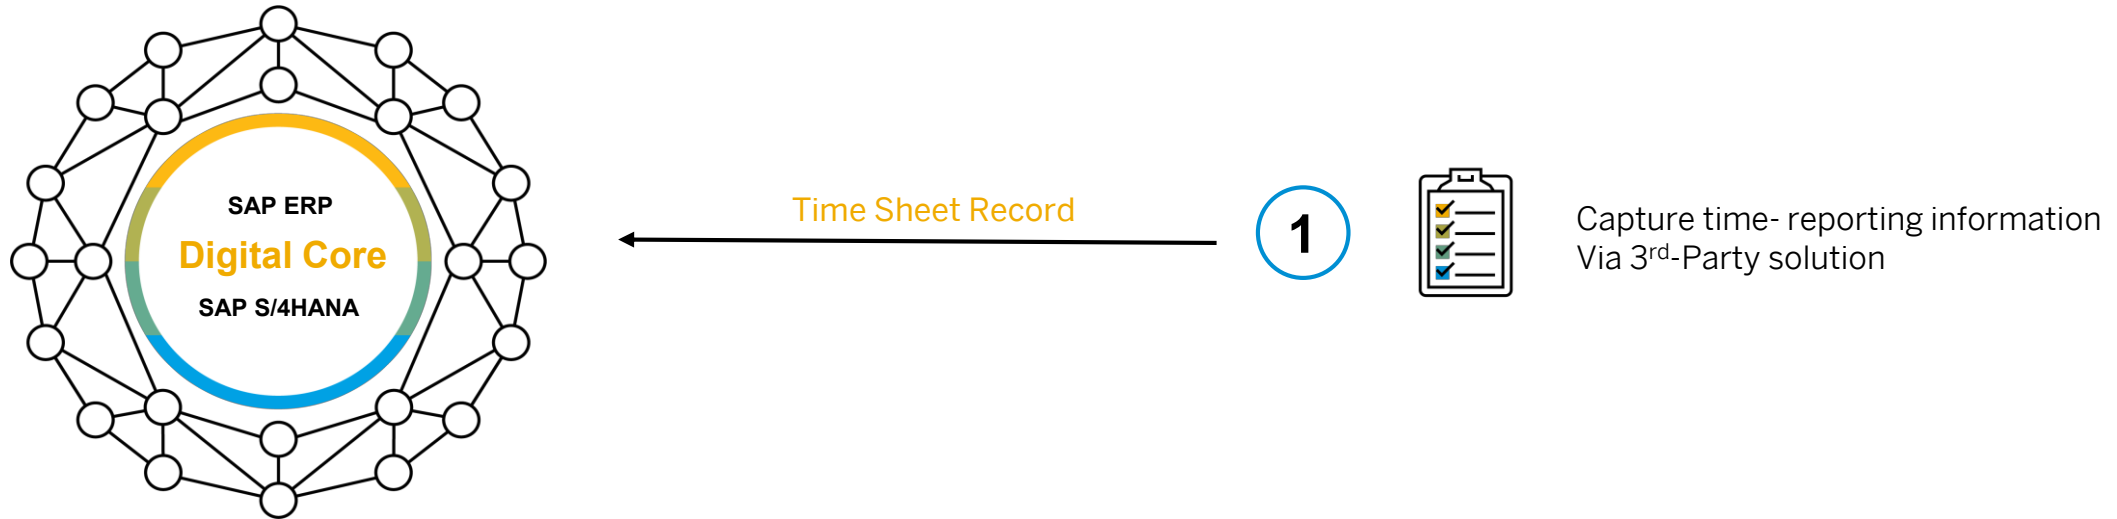 SAP ERP
Digital Core
SAP S/4HANA
Time Sheet Record
1
Capture time- reporting information
Via 3rd-Party solution